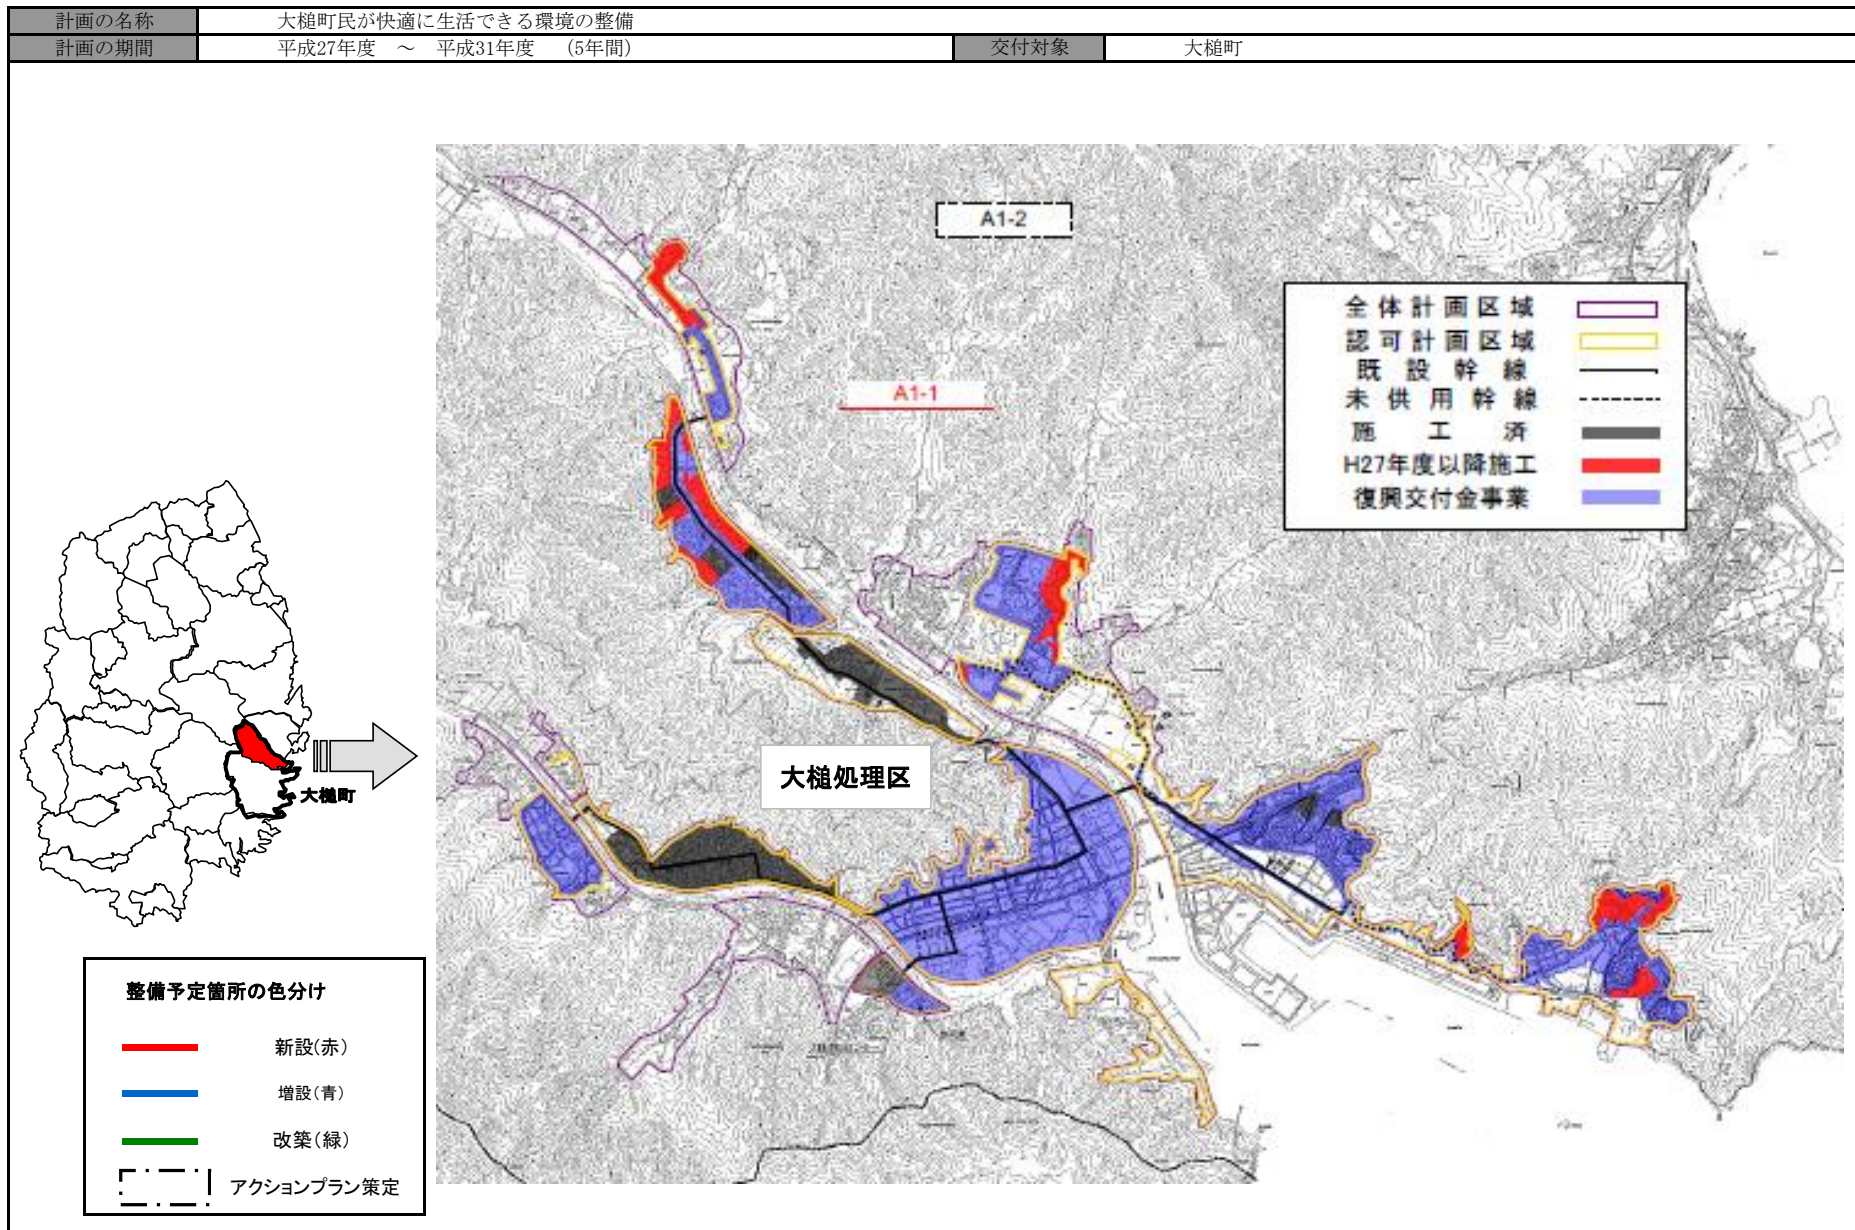 計画の名称 大槌町民が快適に生活できる環境の整備
計画の期間 平成27年度 ～ 平成31年度 (5年間) 交付対象 大槌町
A1-2
全体計画区域
認可計画区域
既設幹線
未供用幹線
施工済
H27年度以降施工
復興交付金事業
A1-1
大槌処理区
大槌町
整備予定箇所の色分け
新設(赤)
増設(青)
改築(緑)
アクションプラン策定